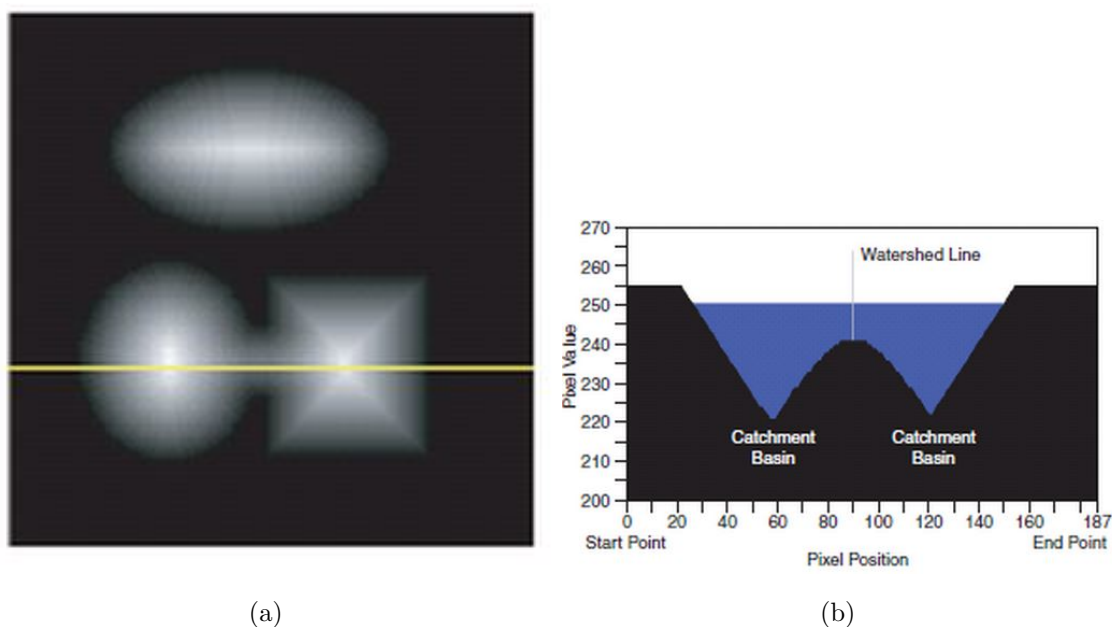 270
260
250
240
230
220
210
200
Pixel Value
Watershed Line
Catchment
Basin
Catchment
Basin
0 20 40 60 80 100 120 140 160 187
Start Point
End Point
Pixel Position
(a)
(b)